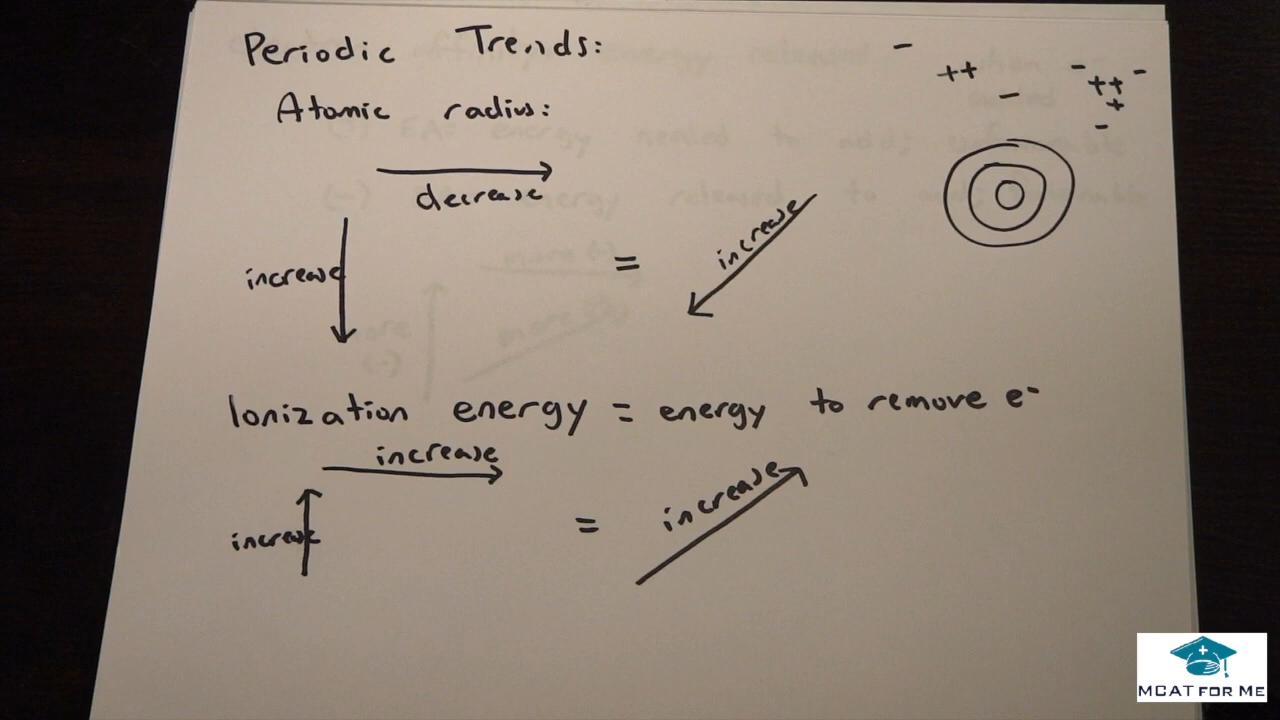 Periodic Trends:
Atomic radius:
- ++ -
- ++ - + -
decrease
increase = increase
Ionization energy = energy to remove e⁻
increase
increase = increase
MCAT FOR ME